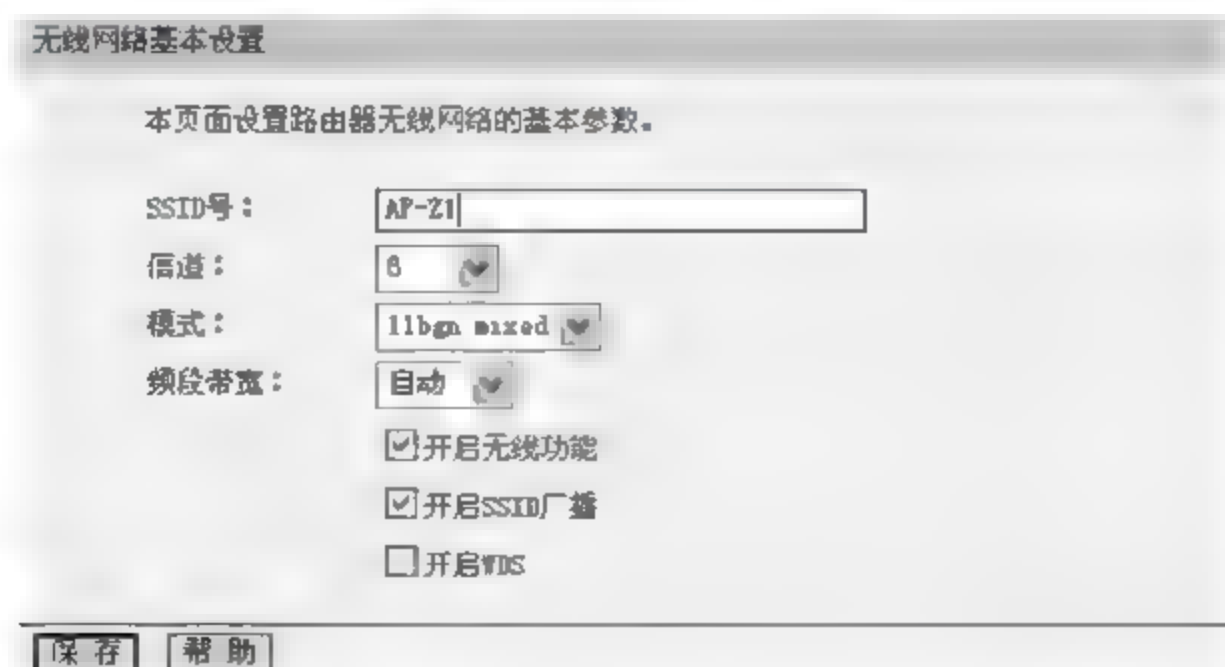 无线网络基本设置
本页面设置路由器无线网络的基本参数。
SSID号： AP-Z1
信道： 6
模式： 11bgn mixed
频段带宽： 自动
开启无线功能
开启SSID广播
开启WDS
保存 帮助